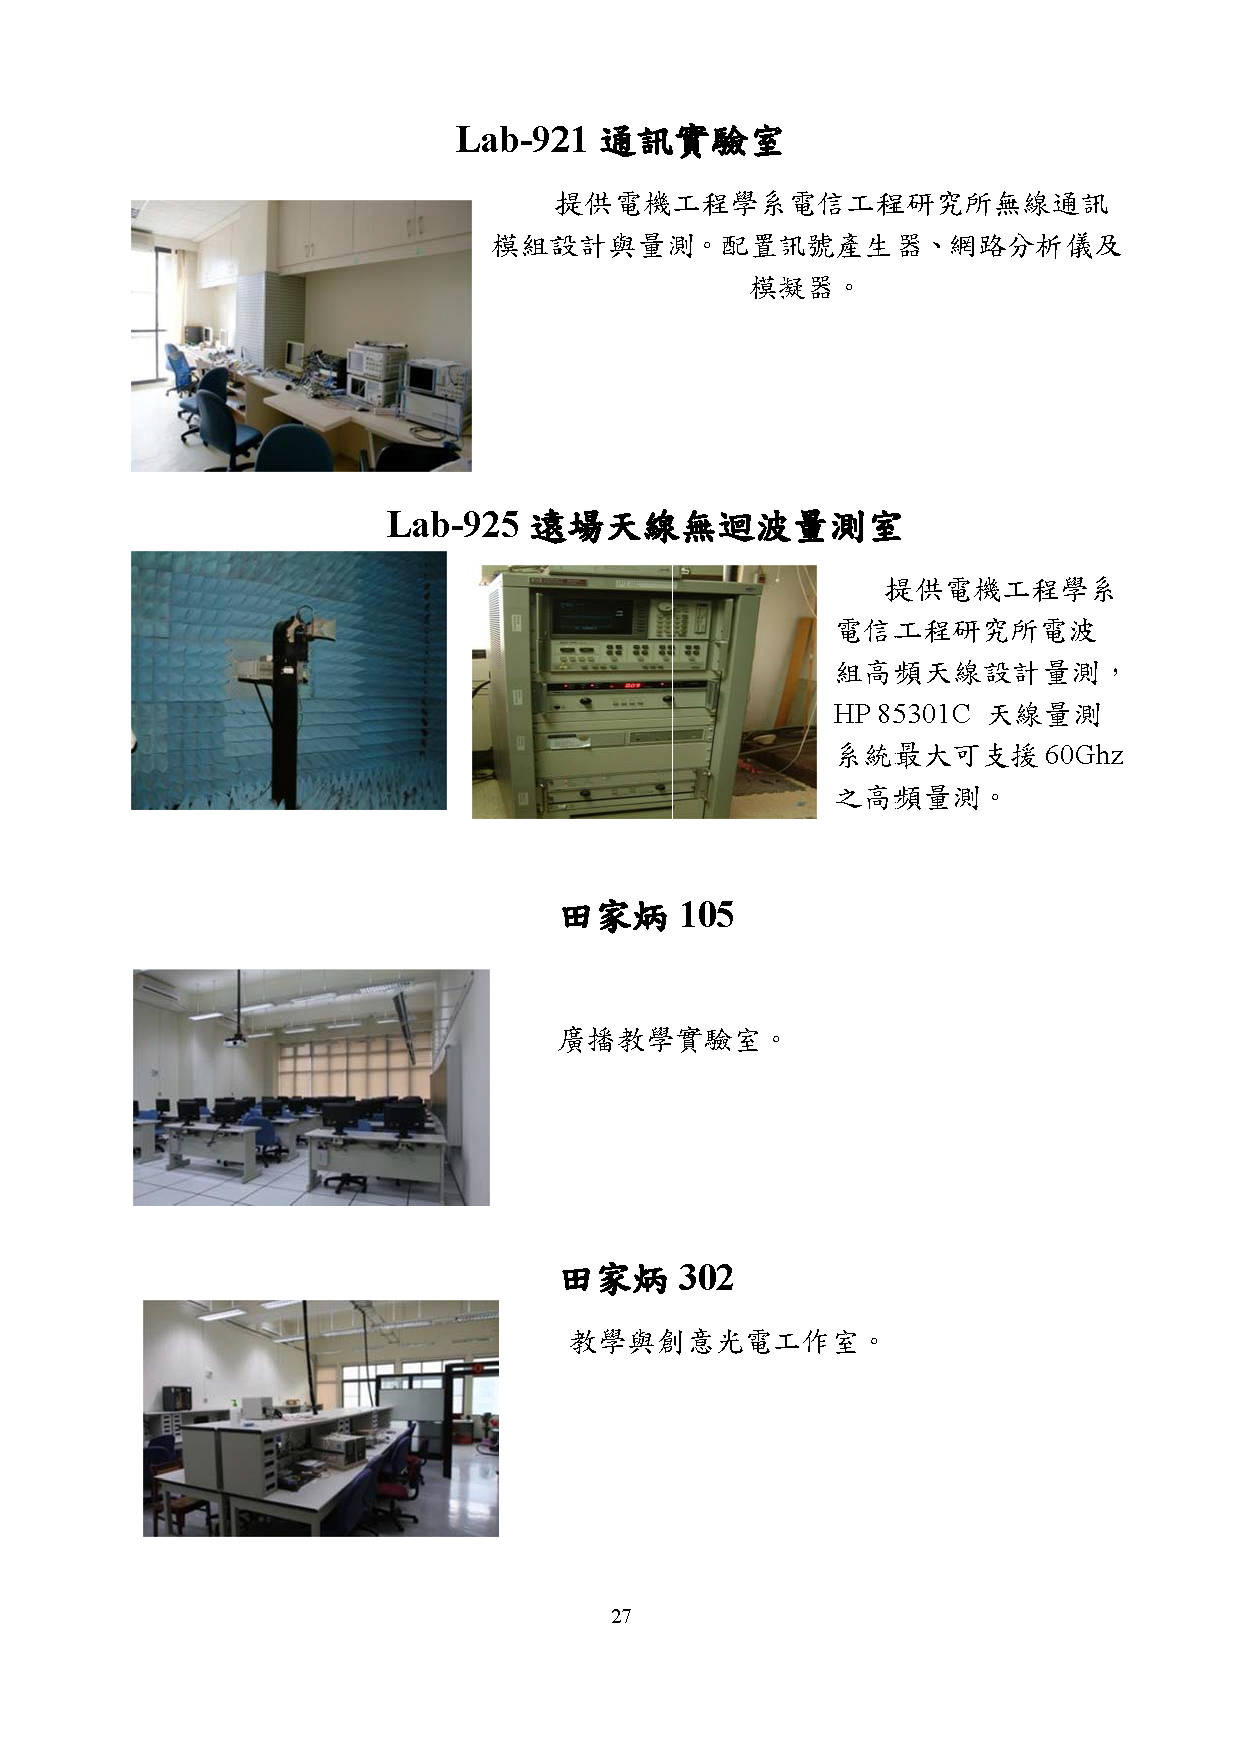 Lab-921 通訊實驗室
提供電機工程學系電信工程研究所無線通訊
模組設計與量測。配置訊號產生器、網路分析儀及
模擬器。
Lab-925 遠場天線無迴波量測室
提供電機工程學系
電信工程研究所電波
組高頻天線設計量測，
HP 85301C 天線量測
系統最大可支援 60Ghz
之高頻量測。
田家炳 105
廣播教學實驗室。
田家炳 302
教學與創意光電工作室。
27